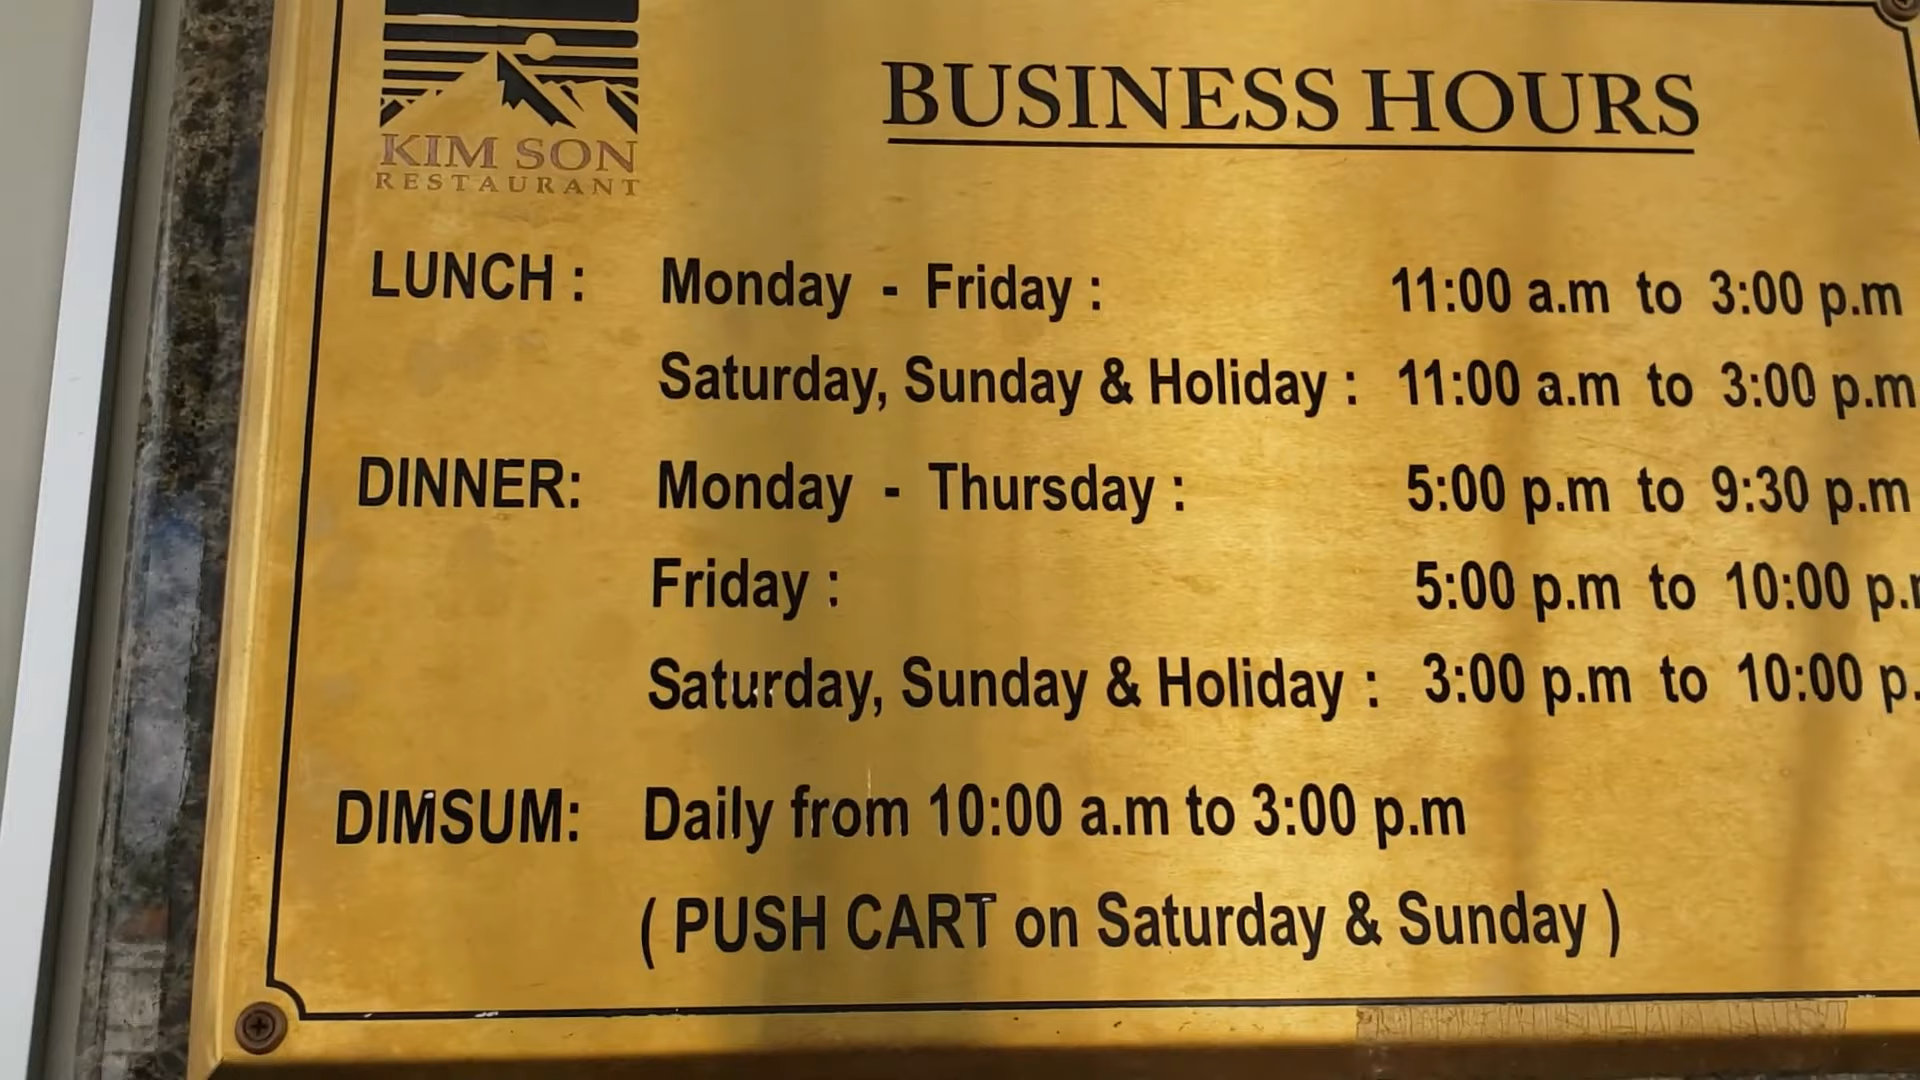 KIM SON
RESTAURANT
BUSINESS HOURS
LUNCH : Monday - Friday : 11:00 a.m to 3:00 p.m
Saturday, Sunday & Holiday : 11:00 a.m to 3:00 p.m
DINNER: Monday - Thursday : 5:00 p.m to 9:30 p.m
Friday : 5:00 p.m to 10:00 p.
Saturday, Sunday & Holiday : 3:00 p.m to 10:00 p.
DIMSUM: Daily from 10:00 a.m to 3:00 p.m
( PUSH CART on Saturday & Sunday )